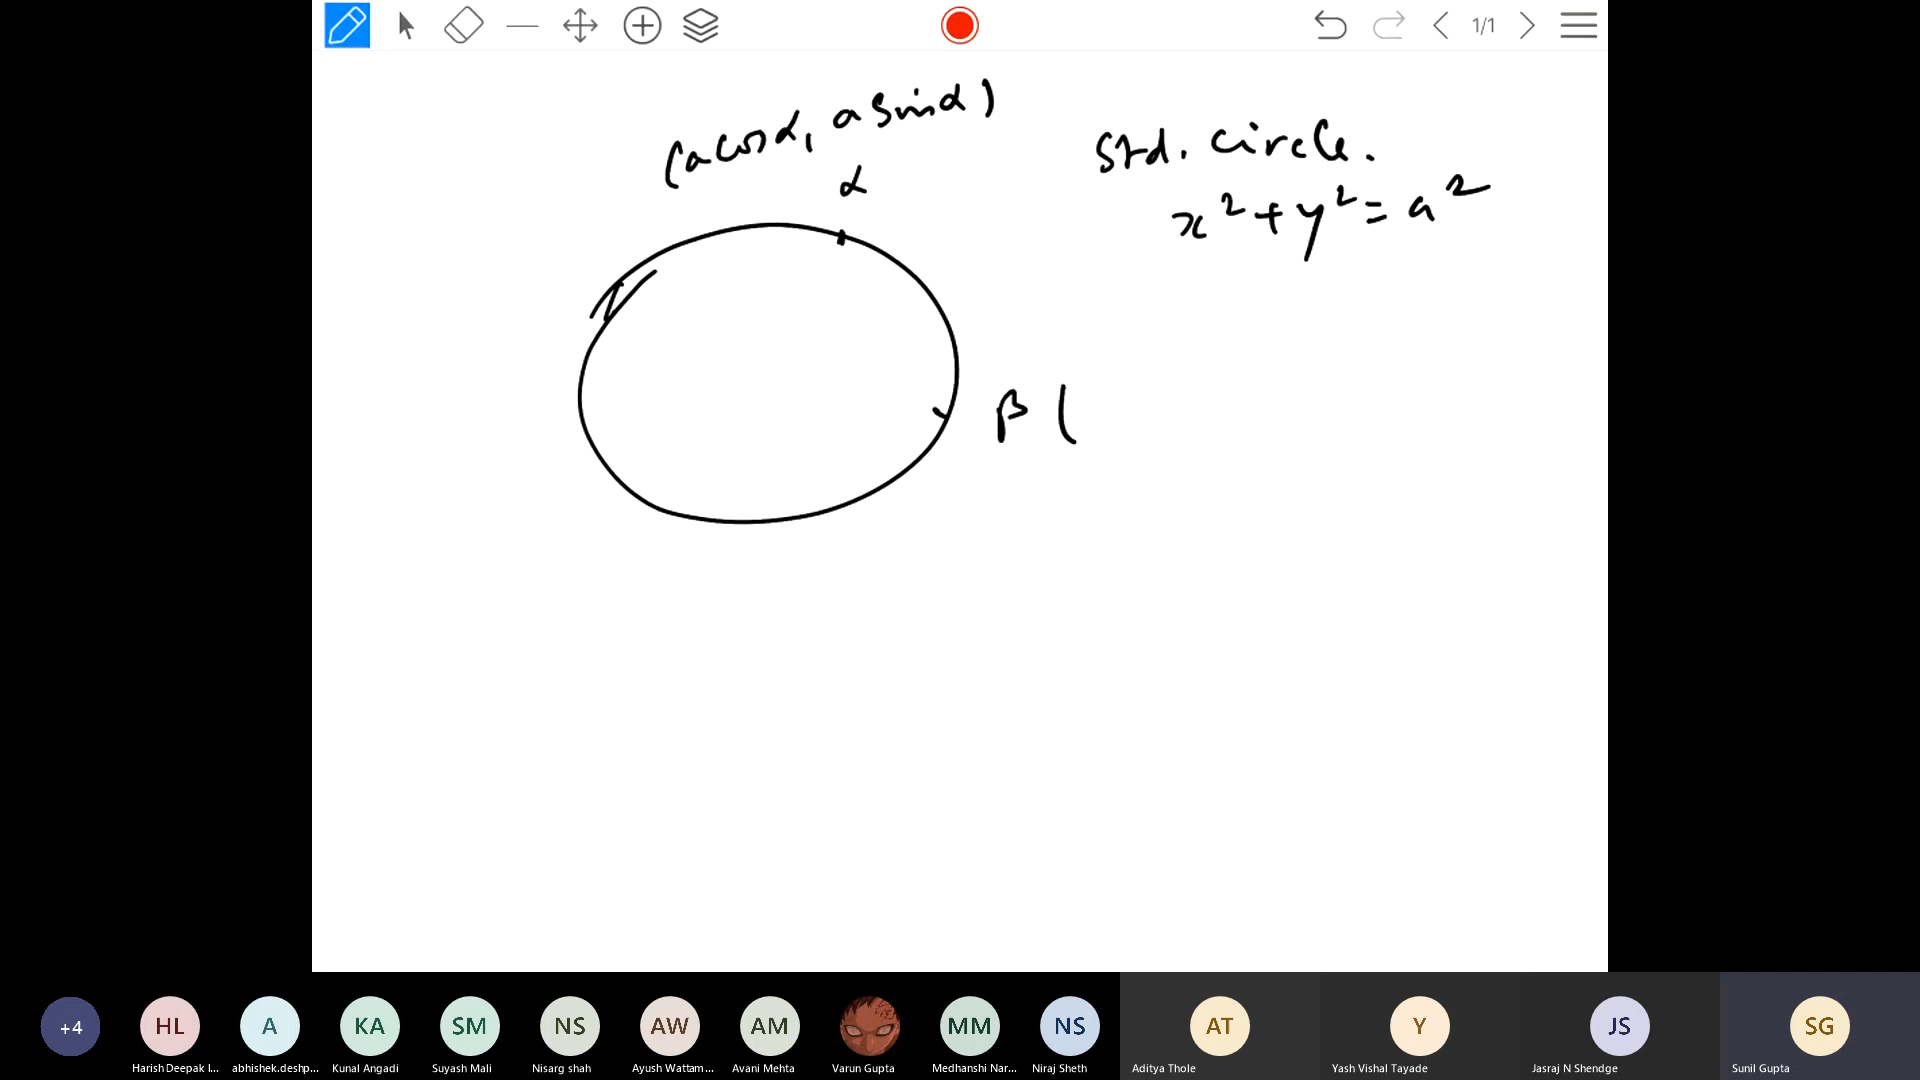 1/1
(a cosα, a sinα)
α
Std. circle.
x²+y²= a²
β (
+4
HL
A
KA
SM
NS
AW
AM
MM
NS
AT
Y
JS
SG
Harish Deepak I...
abhishek.deshp...
Kunal Angadi
Suyash Mali
Nisarg shah
Ayush Wattam...
Avani Mehta
Varun Gupta
Medhanshi Nar...
Niraj Sheth
Aditya Thole
Yash Vishal Tayade
Jasraj N Shendge
Sunil Gupta